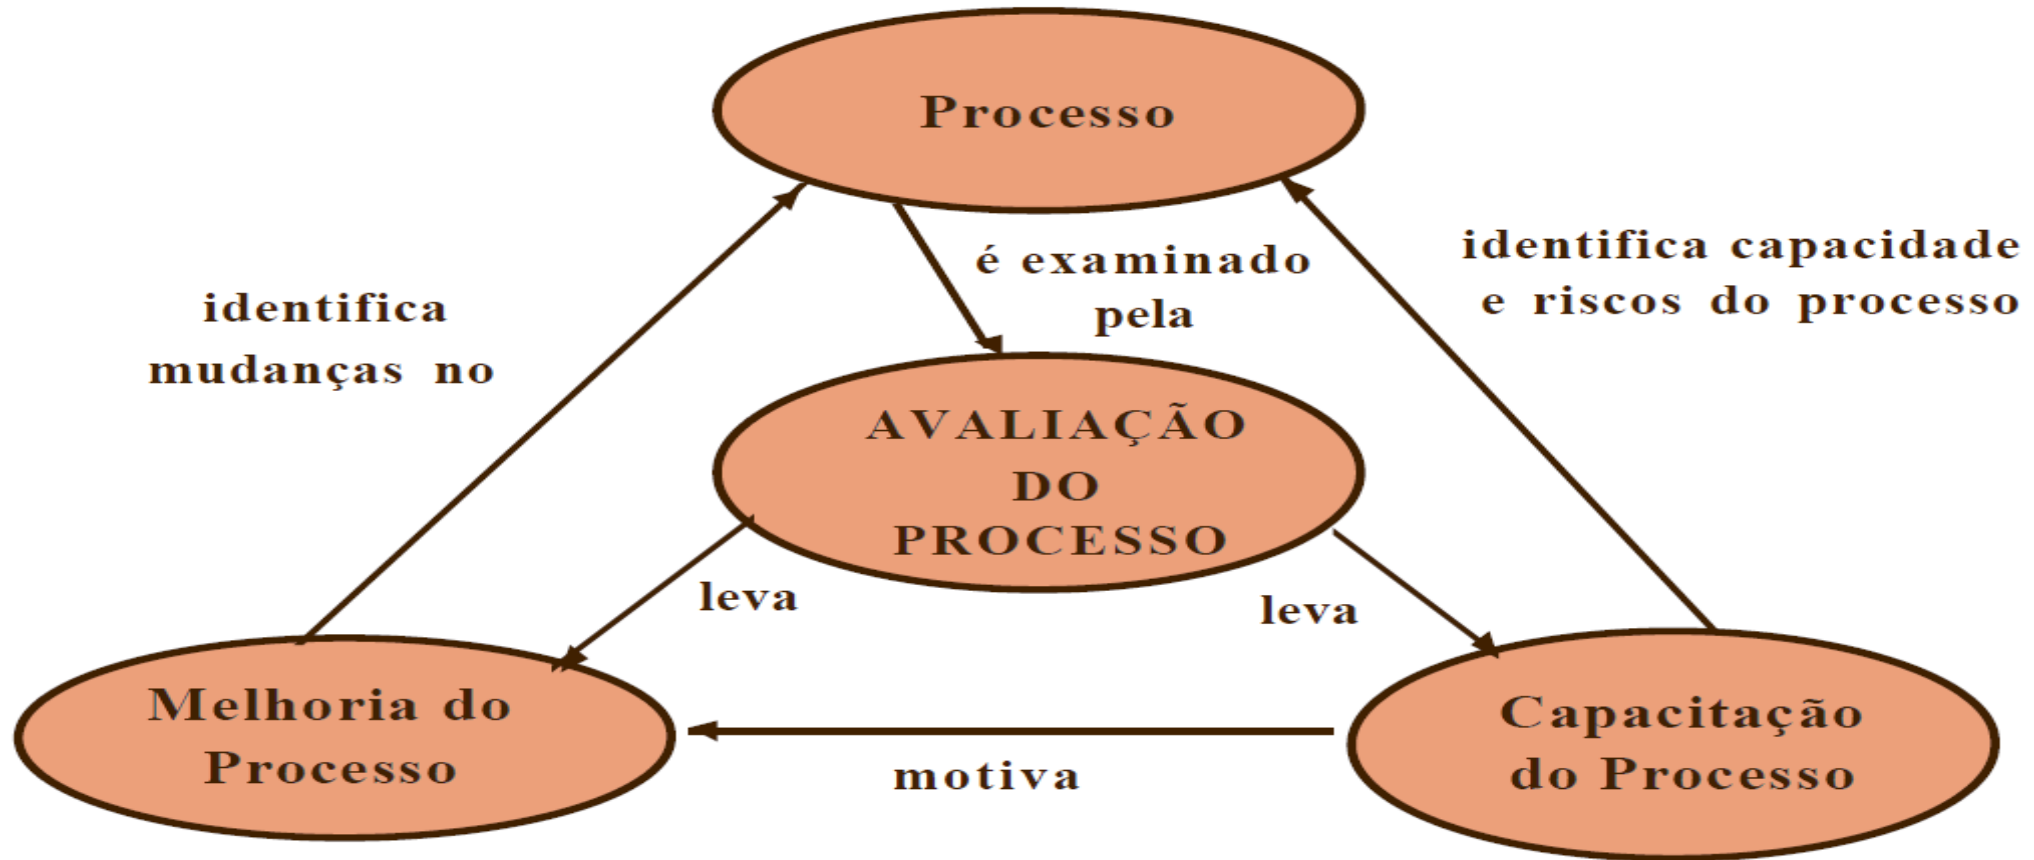 Processo
é examinado
pela
identifica capacidade
e riscos do processo
identifica
mudanças no
AVALIAÇÃO
DO
PROCESSO
leva
leva
Melhoria do
Processo
motiva
Capacitação
do Processo